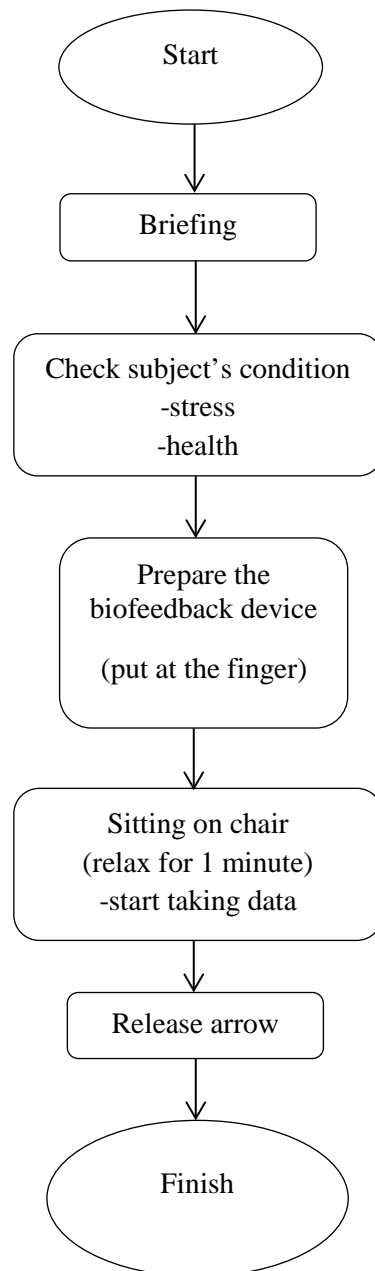 Start
Briefing
Check subject’s condition
-stress
-health
Prepare the
biofeedback device
(put at the finger)
Sitting on chair
(relax for 1 minute)
-start taking data
Release arrow
Finish